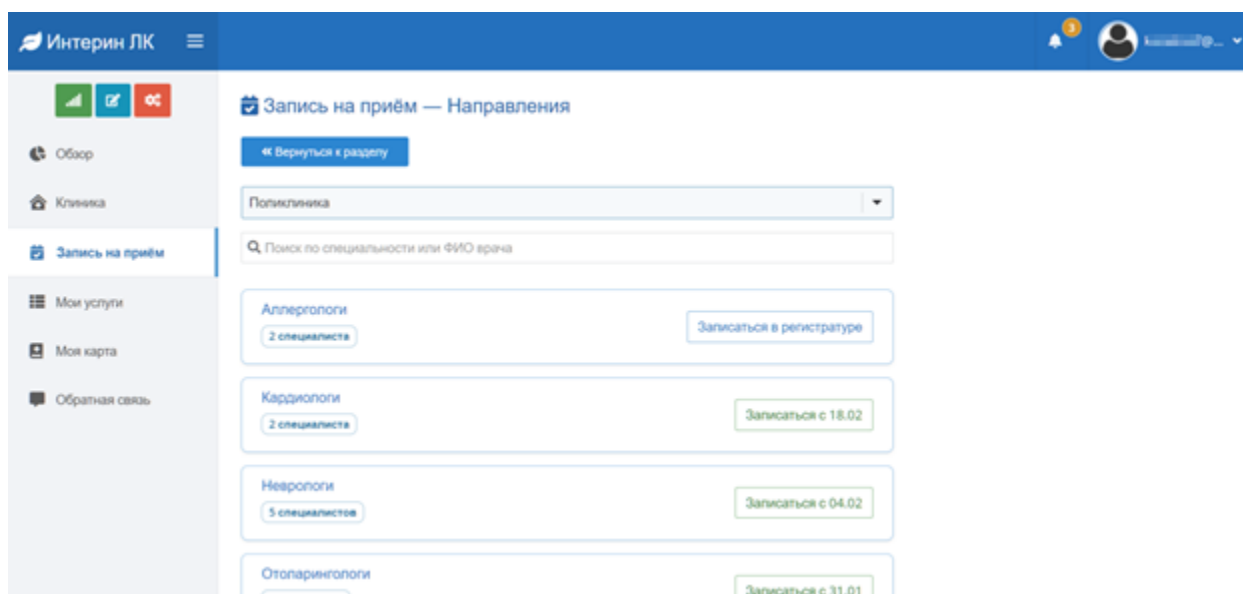 Интерин ЛК
3
Запись на приём — Направления
« Вернуться к разделу
Обзор
Клиника
Запись на приём
Мои услуги
Моя карта
Обратная связь
Поликлиника
Поиск по специальности или ФИО врача
Аллергологи
2 специалиста
Записаться в регистратуре
Кардиологи
2 специалиста
Записаться с 18.02
Неврологи
5 специалистов
Записаться с 04.02
Отоларингологи
Записаться с 31.01